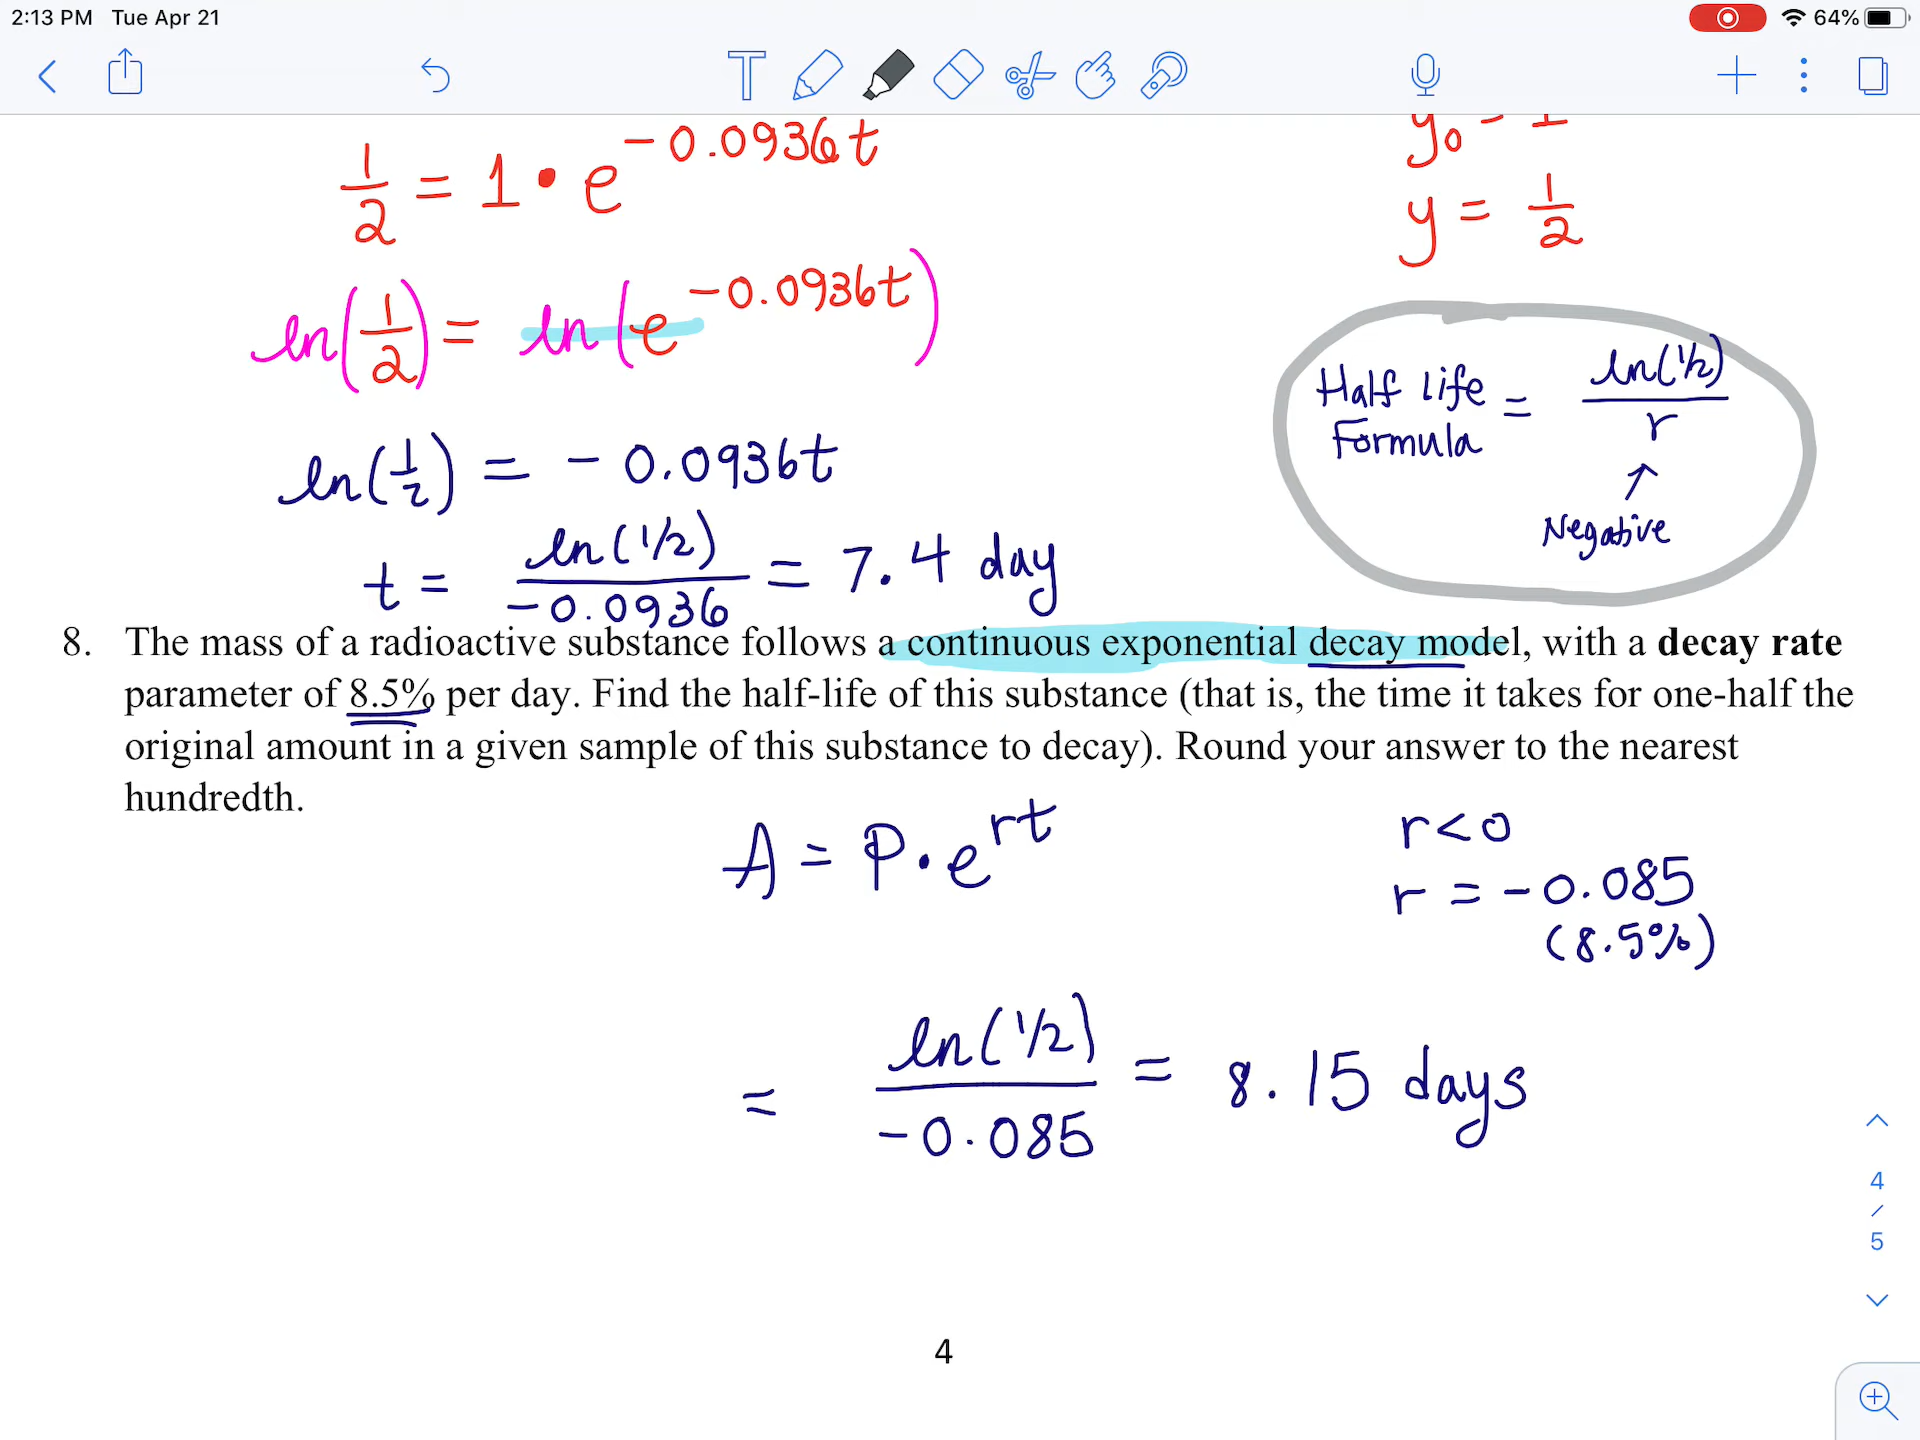 2:13 PM Tue Apr 21
64%
T
1/2 = 1 • e^-0.0936t
y0 = 1
y = 1/2
ln(1/2) = ln(e^-0.0936t)
Half life Formula = ln(1/2) / r
↑
Negative
ln(1/2) = -0.0936t
t = ln(1/2) / -0.0936 = 7.4 day
8. The mass of a radioactive substance follows a continuous exponential decay model, with a decay rate
parameter of 8.5% per day. Find the half-life of this substance (that is, the time it takes for one-half the
original amount in a given sample of this substance to decay). Round your answer to the nearest
hundredth.
A = P • e^rt
r < 0
r = -0.085
(8.5%)
= ln(1/2) / -0.085 = 8.15 days
4
/
5
4